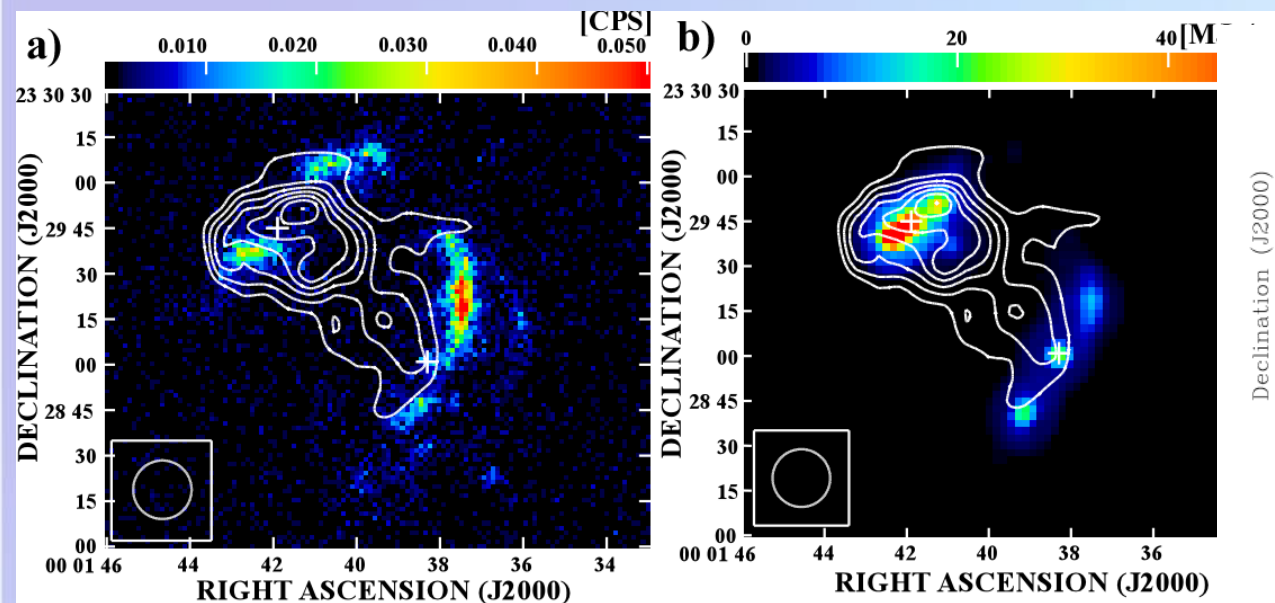 a)
[CPS]
0.010 0.020 0.030 0.040 0.050
DECLINATION (J2000)
23 30 30
15
00
29 45
30
15
00
28 45
30
15
00
00 01 46 44 42 40 38 36 34
RIGHT ASCENSION (J2000)
b)
0 20 40
DECLINATION (J2000)
23 30 30
15
00
29 45
30
15
00
28 45
30
15
00
00 01 46 44 42 40 38 36
RIGHT ASCENSION (J2000)
Declination (J2000)